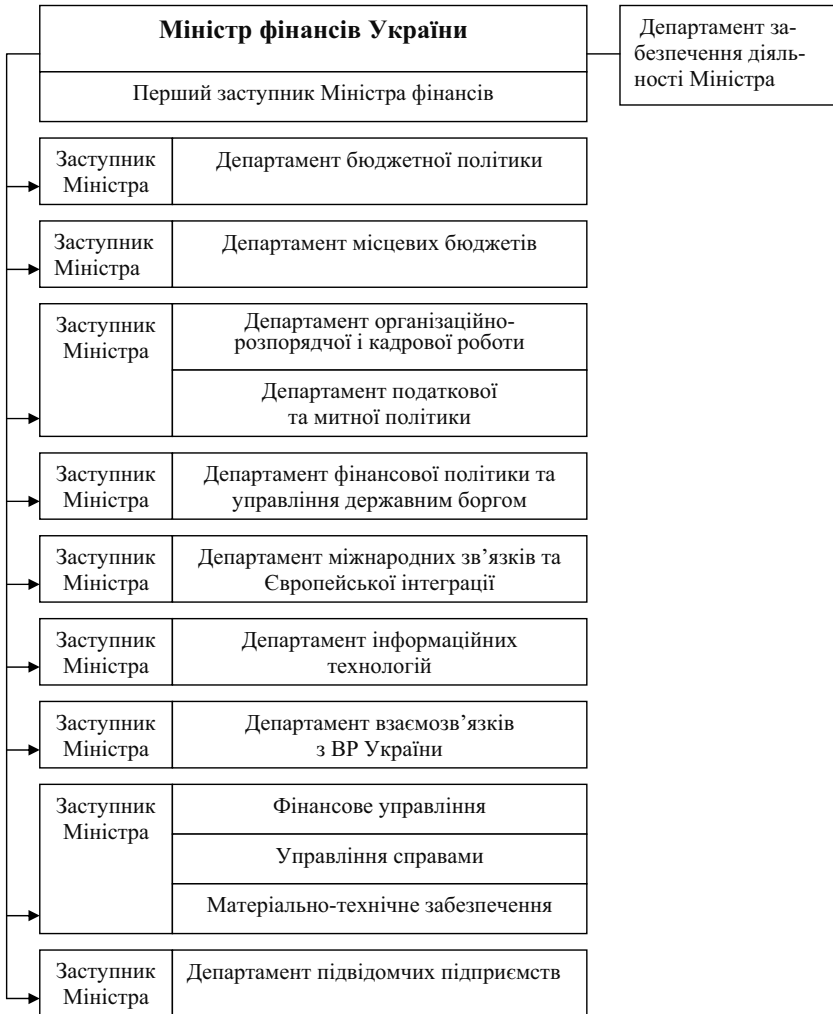 Міністр фінансів України
Перший заступник Міністра фінансів
Департамент за-
безпечення діяль-
ності Міністра
Заступник
Міністра
Департамент бюджетної політики
Заступник
Міністра
Департамент місцевих бюджетів
Заступник
Міністра
Департамент організаційно-
розпорядчої і кадрової роботи
Департамент податкової
та митної політики
Заступник
Міністра
Департамент фінансової політики та
управління державним боргом
Заступник
Міністра
Департамент міжнародних зв’язків та
Європейської інтеграції
Заступник
Міністра
Департамент інформаційних
технологій
Заступник
Міністра
Департамент взаємозв’язків
з ВР України
Заступник
Міністра
Фінансове управління
Управління справами
Матеріально-технічне забезпечення
Заступник
Міністра
Департамент підвідомчих підприємств